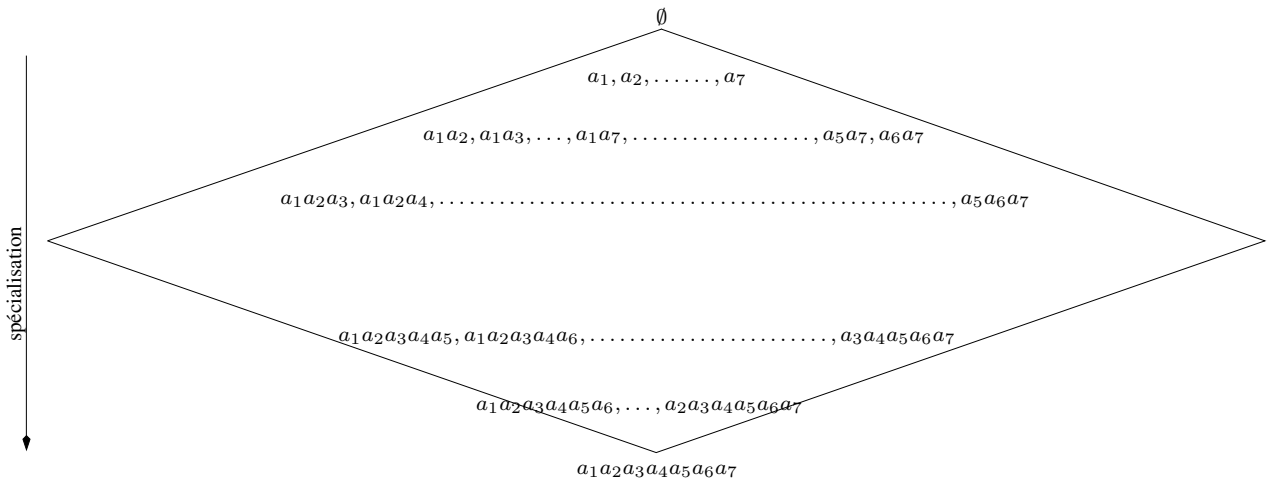 ∅
a₁, a₂, . . . . . . , a₇
a₁a₂, a₁a₃, . . . , a₁a₇, . . . . . . . . . . . . . . . . . . , a₅a₇, a₆a₇
a₁a₂a₃, a₁a₂a₄, . . . . . . . . . . . . . . . . . . . . . . . . . . . . . . . . . . . . . . . . . . . . . . . . . . . , a₅a₆a₇
spécialisation
a₁a₂a₃a₄a₅, a₁a₂a₃a₄a₆, . . . . . . . . . . . . . . . . . . . . . . . . , a₃a₄a₅a₆a₇
a₁a₂a₃a₄a₅a₆, . . . , a₂a₃a₄a₅a₆a₇
a₁a₂a₃a₄a₅a₆a₇